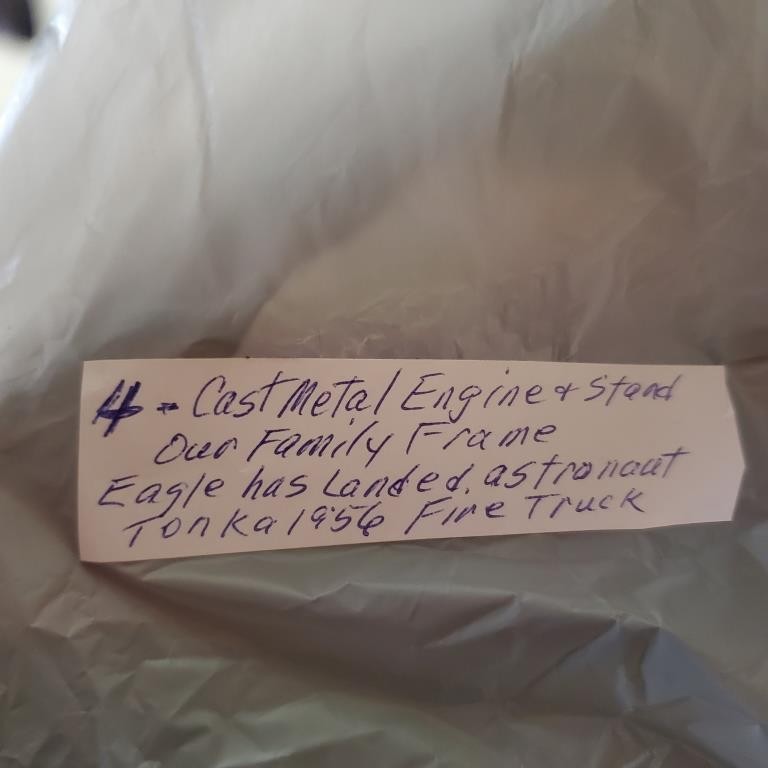 4 - Cast Metal Engine + Stand
Our Family Frame
Eagle has Landed. astronaut
Tonka 1956 Fire Truck